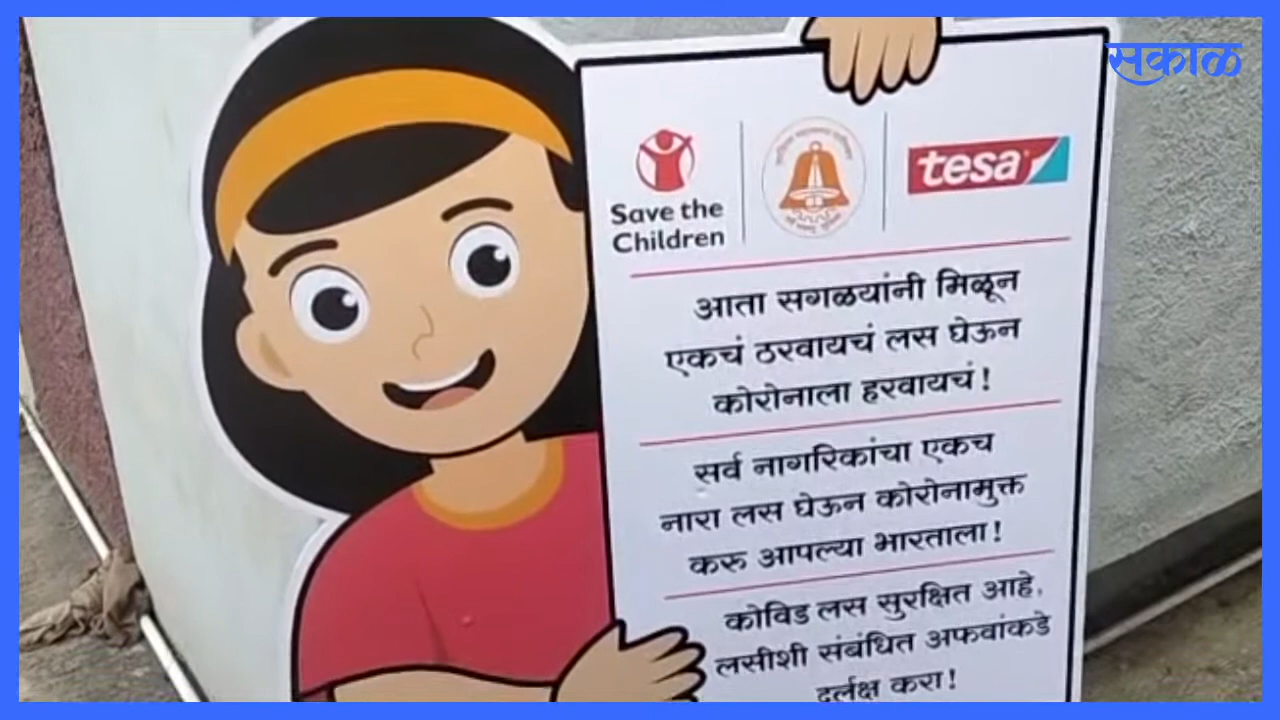 सकाळ
Save the
Children
tesa
आता सगळयांनी मिळून
एकचं ठरवायचं लस घेऊन
कोरोनाला हरवायचं!
सर्व नागरिकांचा एकच
नारा लस घेऊन कोरोनामुक्त
करू आपल्या भारताला!
कोविड लस सुरक्षित आहे,
लसीशी संबंधित अफवांकडे
दुर्लक्ष करा!